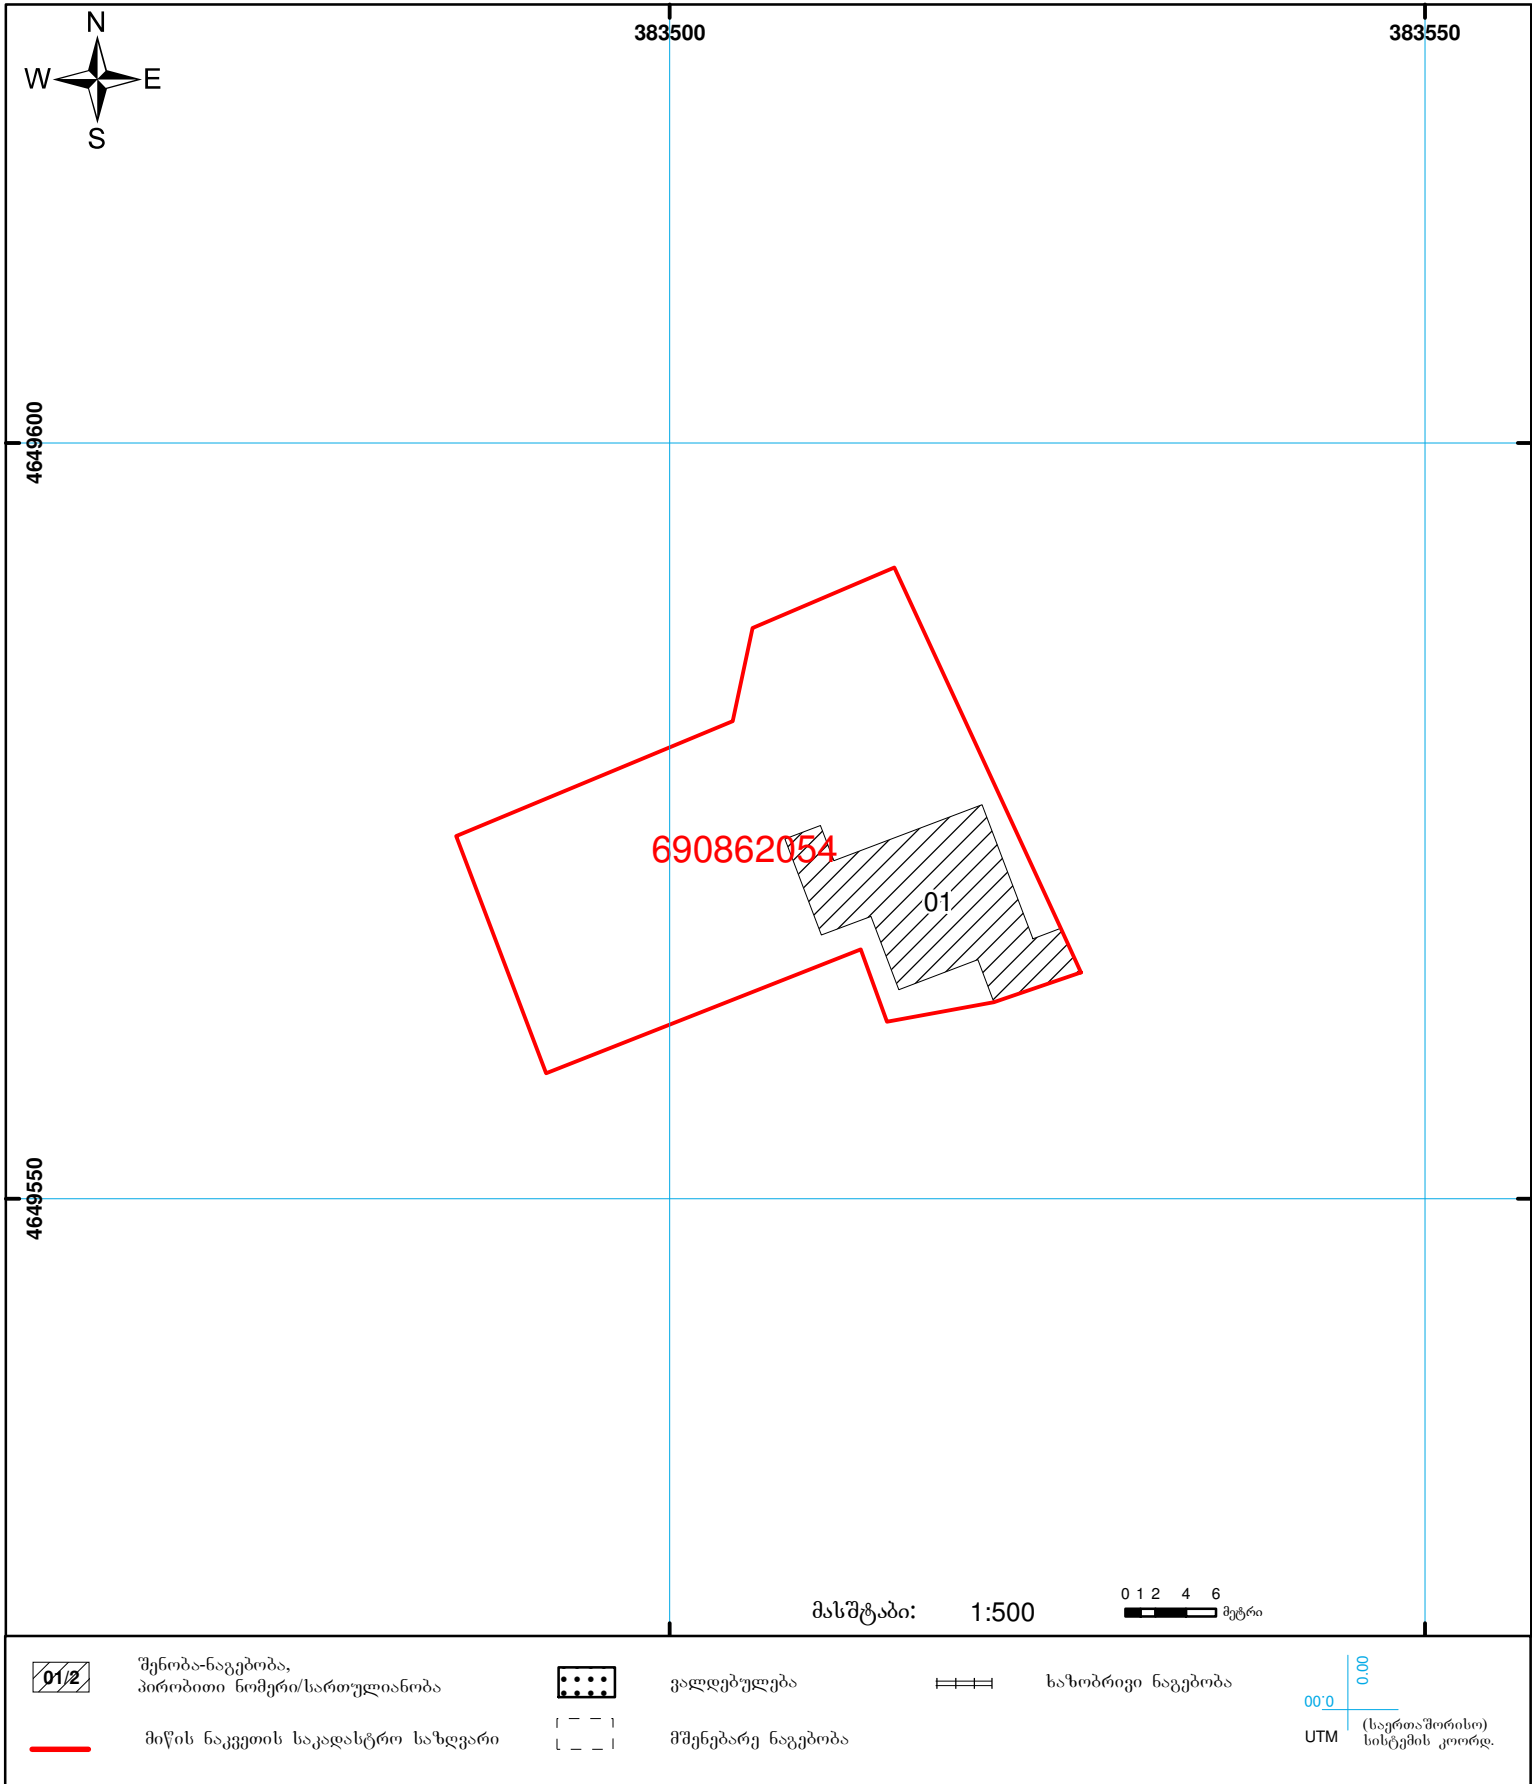 N
W E
S
383500 383550
4649600
690862054
01
4649550
მასშტაბი: 1:500
0 1 2 4 6
მეტრი
01/2
შენობა-ნაგებობა,
პირობითი ნომერი/სართულიანობა
ვალდებულება
ხაზობრივი ნაგებობა
0.00
0.00
UTM
(საერთაშორისო)
სისტემის კოორდ.
მიწის ნაკვეთის საკადასტრო საზღვარი
მშენებარე ნაგებობა